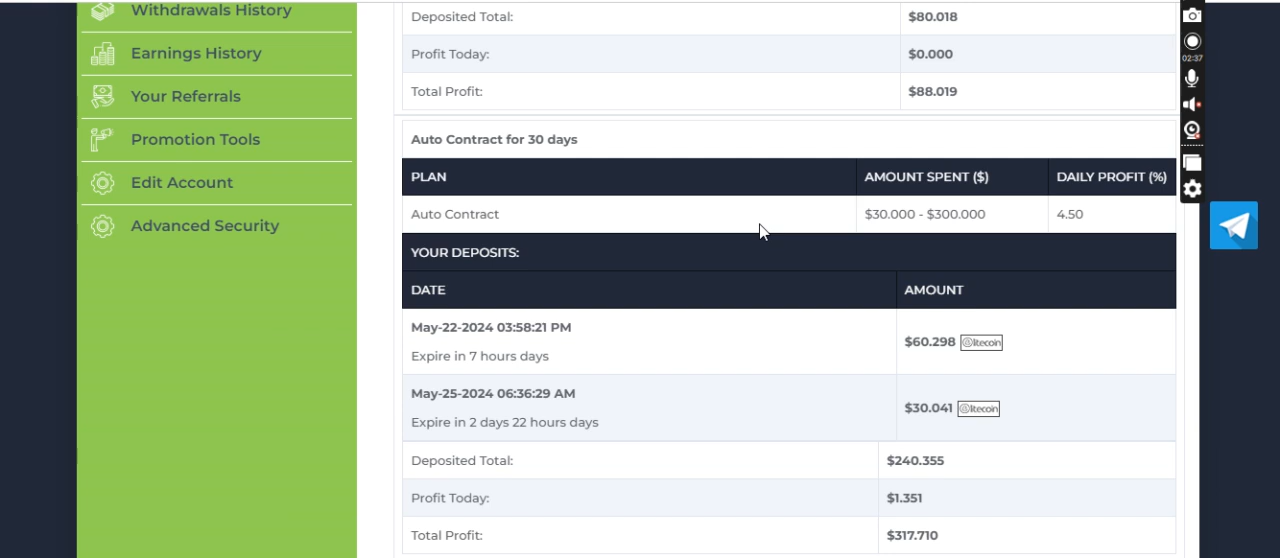 Withdrawals History
Earnings History
Your Referrals
Promotion Tools
Edit Account
Advanced Security
Deposited Total: $80.018
Profit Today: $0.000
Total Profit: $88.019
Auto Contract for 30 days
PLAN AMOUNT SPENT ($) DAILY PROFIT (%)
Auto Contract $30.000 - $300.000 4.50
YOUR DEPOSITS:
DATE AMOUNT
May-22-2024 03:58:21 PM
Expire in 7 hours days
$60.298 litecoin
May-25-2024 06:36:29 AM
Expire in 2 days 22 hours days
$30.041 litecoin
Deposited Total: $240.355
Profit Today: $1.351
Total Profit: $317.710
02:37